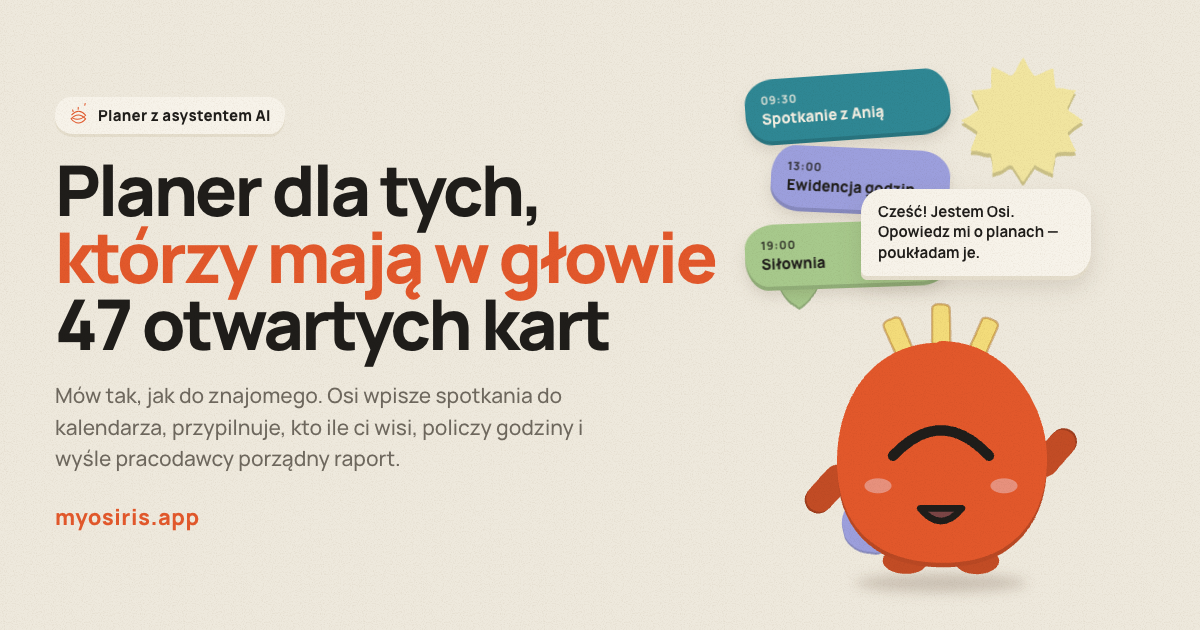 Planer z asystentem AI
Planer dla tych,
którzy mają w głowie
47 otwartych kart
Mów tak, jak do znajomego. Osi wpisze spotkania do
kalendarza, przypilnuje, kto ile ci wisi, policzy godziny i
wyśle pracodawcy porządny raport.
myosiris.app
09:30
Spotkanie z Anią
13:00
Ewidencja godzin
19:00
Siłownia
Cześć! Jestem Osi.
Opowiedz mi o planach —
poukładam je.